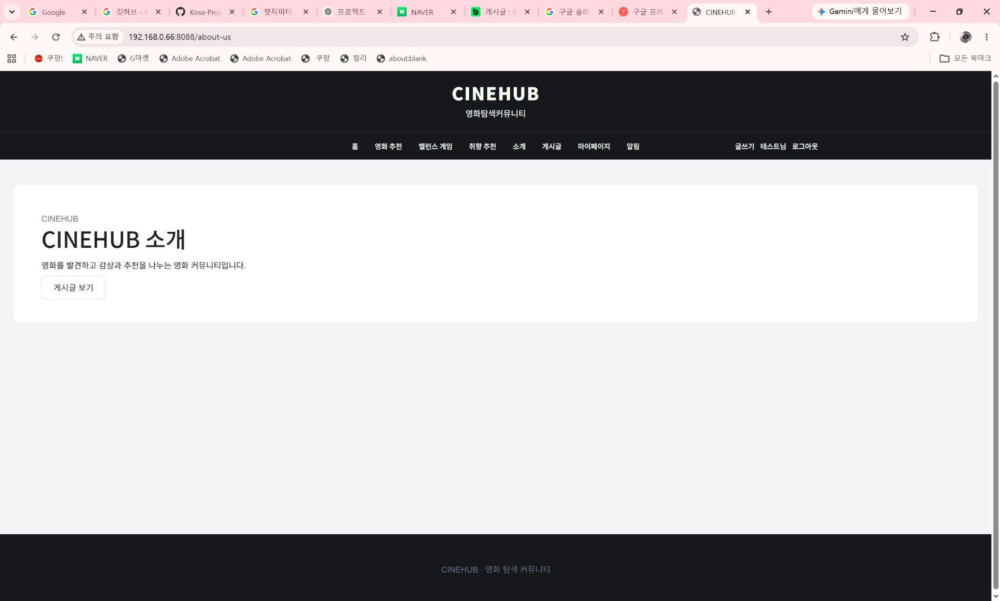 Google
깃허브 - G
Kosa-Proj
챗지피티
프로젝트
NAVER
게시글 : S
구글 슬라
구글 프레
CINEHUB
Gemini에게 물어보기
주의 요함
192.168.0.66:8088/about-us
쿠팡!
NAVER
G마켓
Adobe Acrobat
Adobe Acrobat
쿠팡
컬리
about:blank
모든 북마크
CINEHUB
영화탐색커뮤니티
홈 영화 추천 밸런스 게임 취향 추천 소개 게시글 마이페이지 알림 글쓰기 테스트님 로그아웃
CINEHUB
CINEHUB 소개
영화를 발견하고 감상과 추천을 나누는 영화 커뮤니티입니다.
게시글 보기
CINEHUB · 영화 탐색 커뮤니티